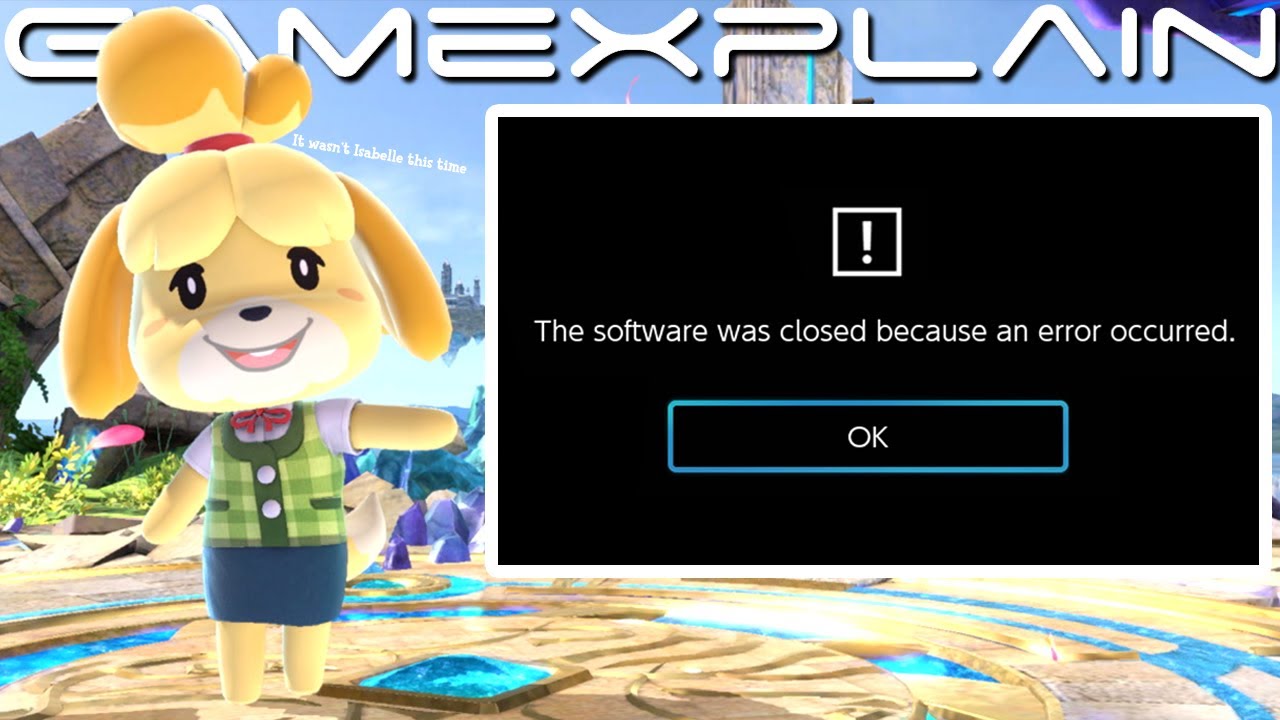 GAMEXPLAIN
It wasn't Isabelle this time
!
The software was closed because an error occurred.
OK